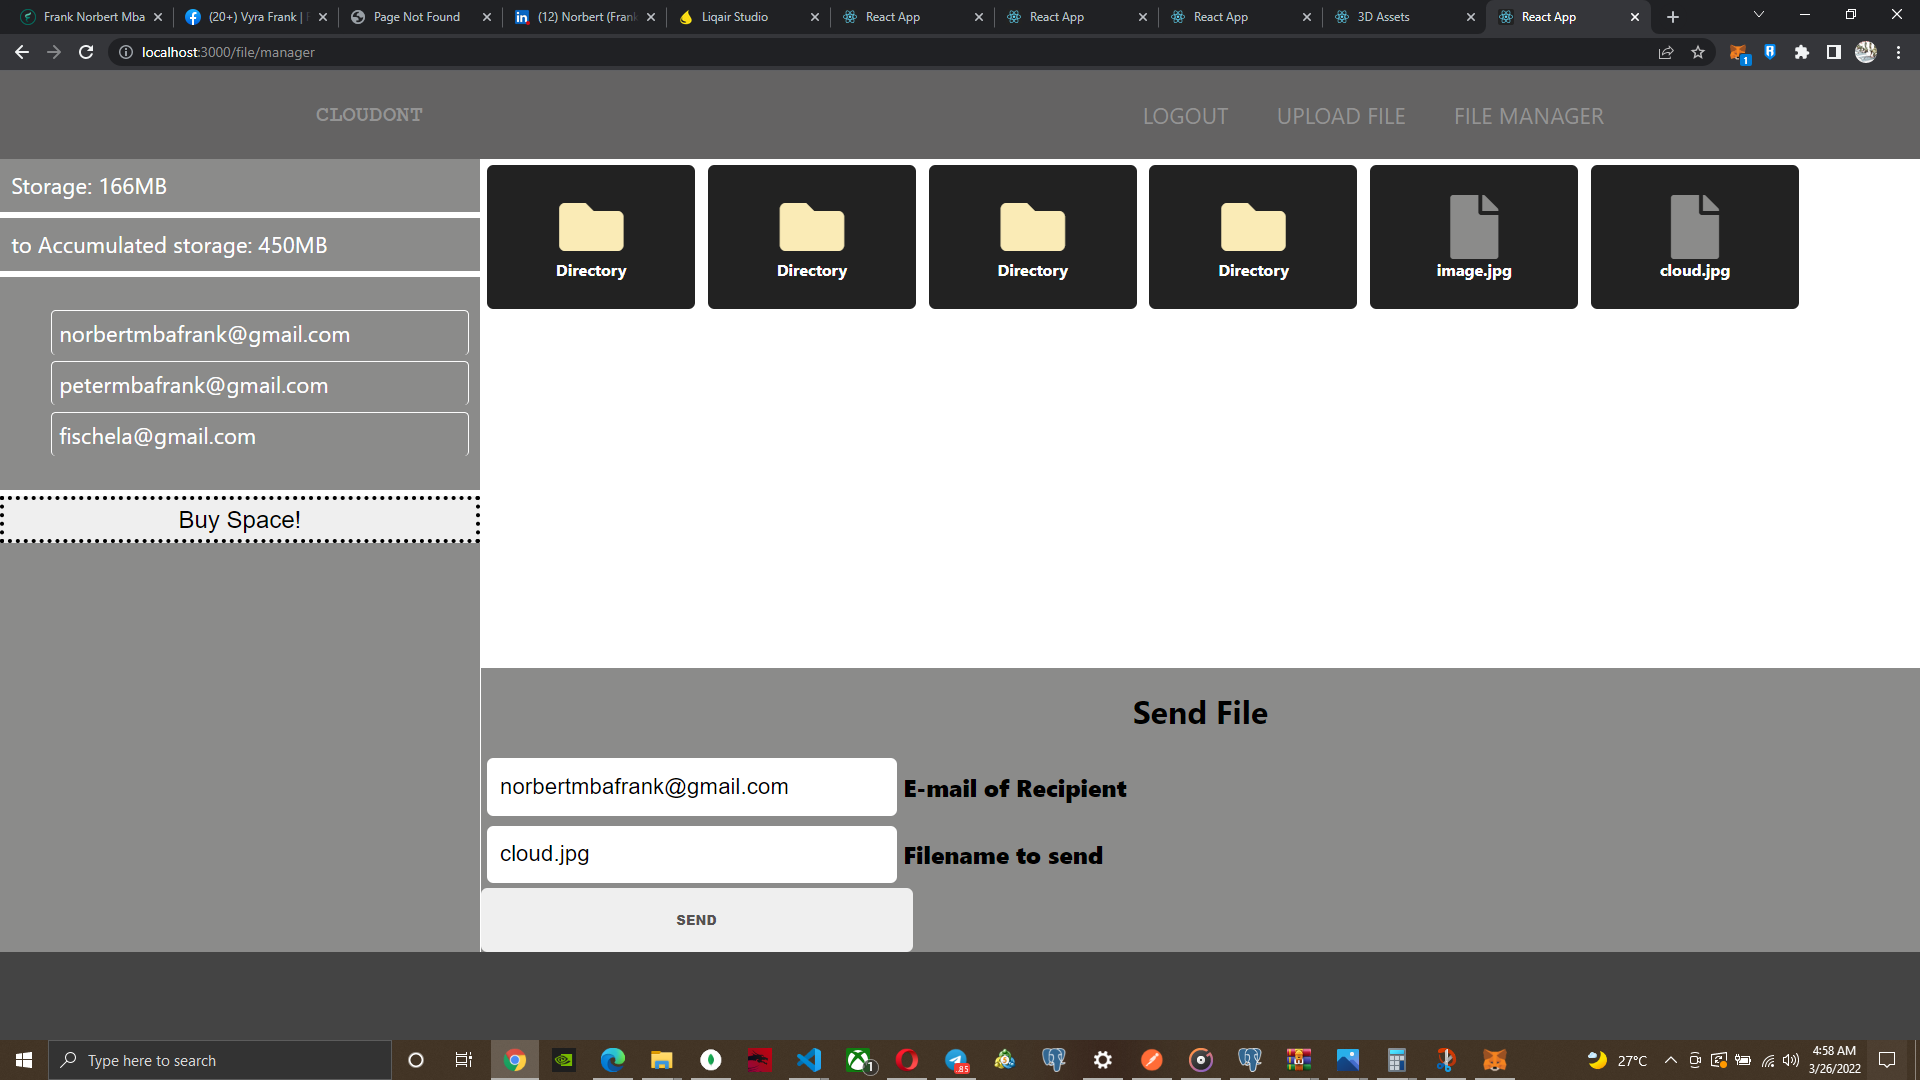 Frank Norbert Mba
(20+) Vyra Frank |
Page Not Found
(12) Norbert (Frank
Liqair Studio
React App
React App
React App
3D Assets
React App
localhost:3000/file/manager
1
CLOUDONT
LOGOUT
UPLOAD FILE
FILE MANAGER
Storage: 166MB
to Accumulated storage: 450MB
norbertmbafrank@gmail.com
petermbafrank@gmail.com
fischela@gmail.com
Buy Space!
Directory
Directory
Directory
Directory
image.jpg
cloud.jpg
Send File
norbertmbafrank@gmail.com
E-mail of Recipient
cloud.jpg
Filename to send
SEND
Type here to search
1
27°C
4:58 AM
3/26/2022